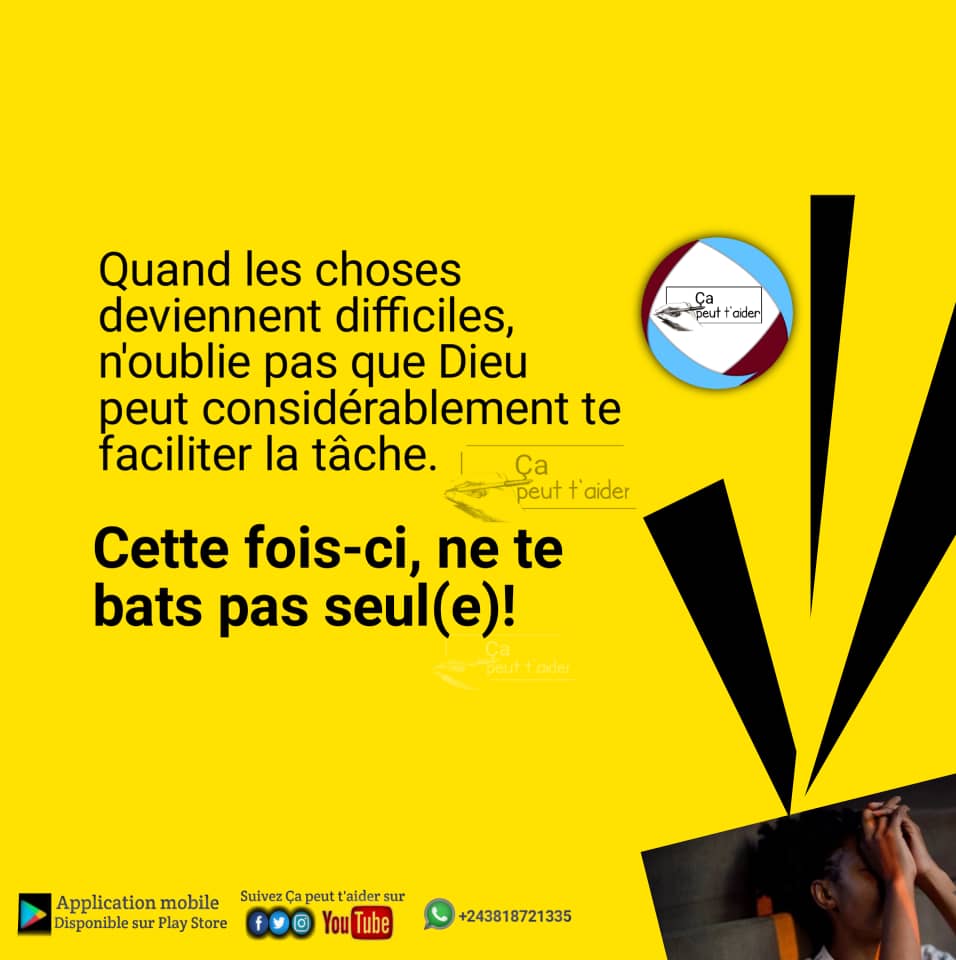 Quand les choses
deviennent difficiles,
n'oublie pas que Dieu
peut considérablement te
faciliter la tâche.
Ça
peut t'aider
Ça
peut t'aider
Cette fois-ci, ne te
bats pas seul(e)!
Ça
peut t'aider
Application mobile
Disponible sur Play Store
Suivez Ça peut t'aider sur
YouTube
+243818721335